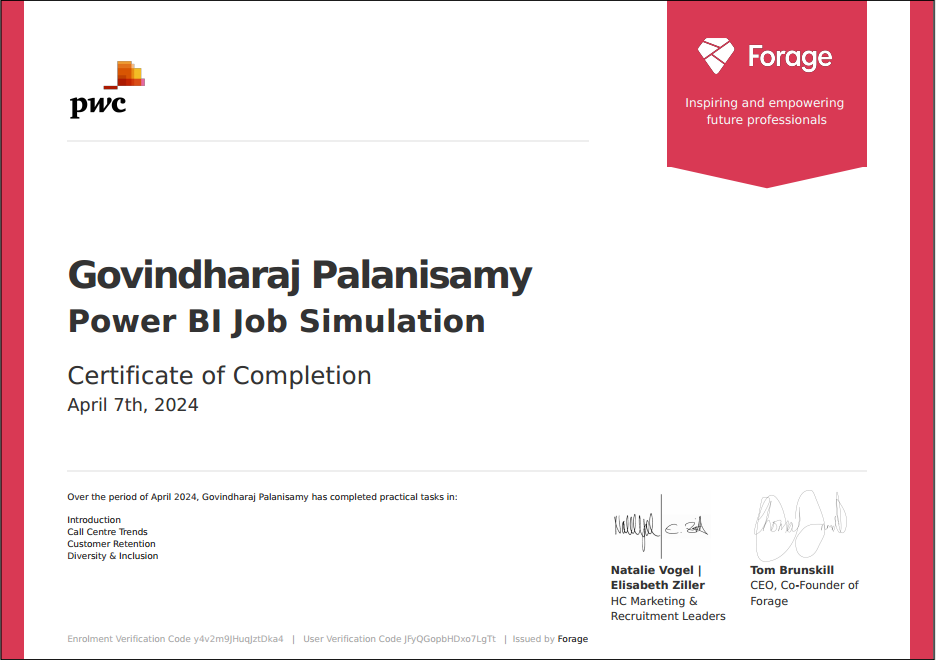 pwc
Forage
Inspiring and empowering
future professionals
Govindharaj Palanisamy
Power BI Job Simulation
Certificate of Completion
April 7th, 2024
Over the period of April 2024, Govindharaj Palanisamy has completed practical tasks in:
Introduction
Call Centre Trends
Customer Retention
Diversity & Inclusion
Natalie Vogel |
Elisabeth Ziller
HC Marketing &
Recruitment Leaders
Tom Brunskill
CEO, Co-Founder of
Forage
Enrolment Verification Code y4v2m9JHuqJztDka4 | User Verification Code JFyQGopbHDxo7LgTt | Issued by Forage